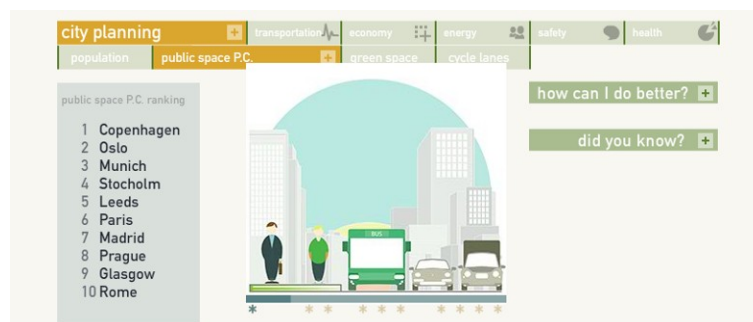 city planning
transportation
economy
energy
safety
health
population
public space P.C.
green space
cycle lanes
public space P.C. ranking
1 Copenhagen
2 Oslo
3 Munich
4 Stocholm
5 Leeds
6 Paris
7 Madrid
8 Prague
9 Glasgow
10 Rome
BUS
how can I do better?
did you know?